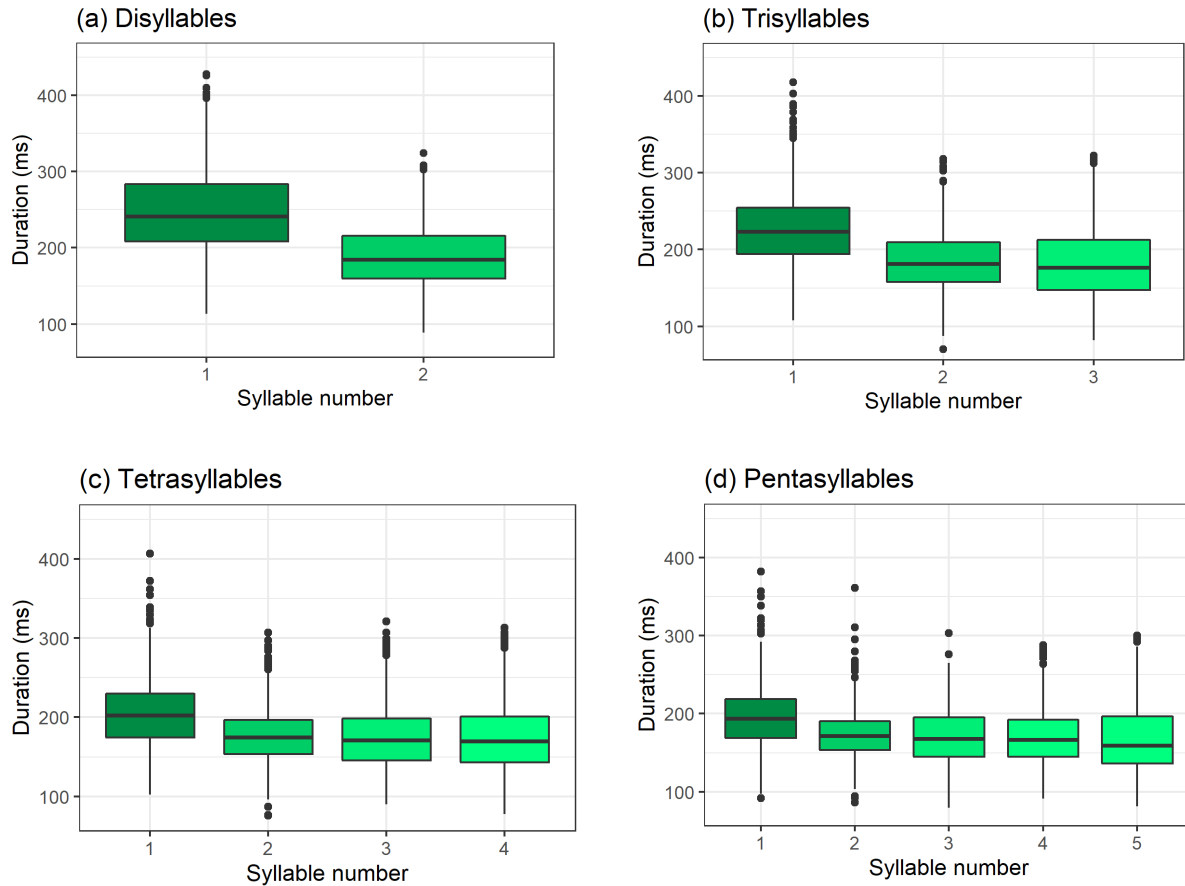 (a) Disyllables
Duration (ms)
400
300
200
100
1 2
Syllable number
(b) Trisyllables
Duration (ms)
400
300
200
100
1 2 3
Syllable number
(c) Tetrasyllables
Duration (ms)
400
300
200
100
1 2 3 4
Syllable number
(d) Pentasyllables
Duration (ms)
400
300
200
100
1 2 3 4 5
Syllable number